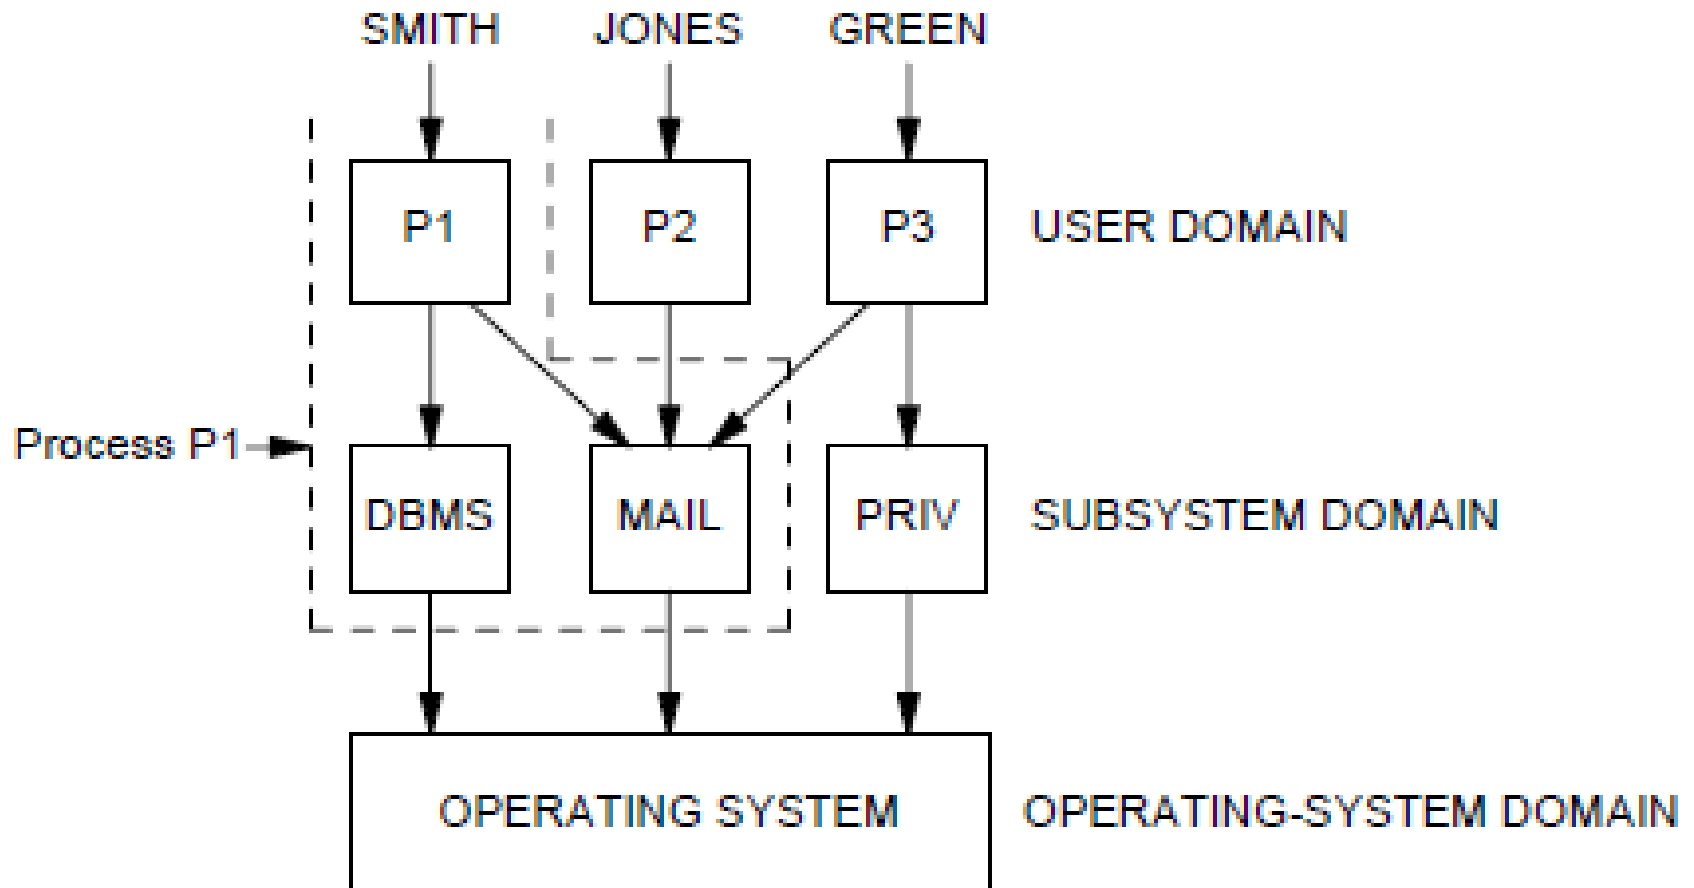 SMITH JONES GREEN
P1 P2 P3 USER DOMAIN
Process P1
DBMS MAIL PRIV SUBSYSTEM DOMAIN
OPERATING SYSTEM OPERATING-SYSTEM DOMAIN